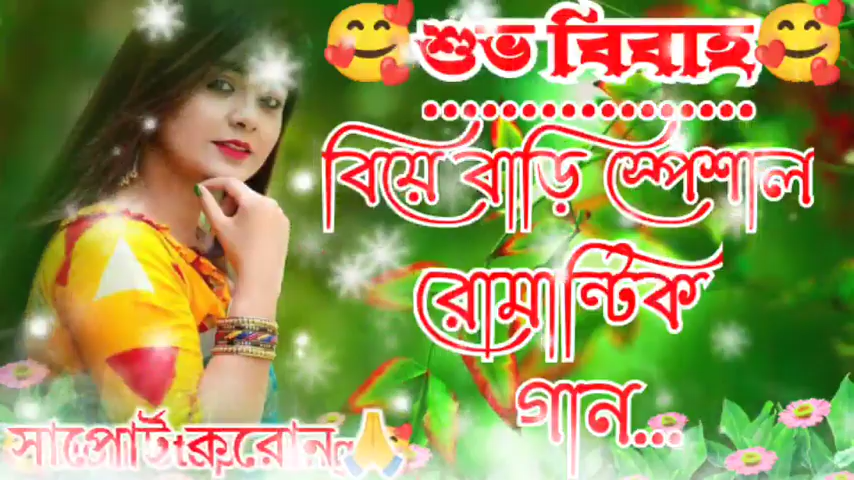 🥰শুভ বিবাহ🥰
বিয়ে বাড়ি স্পেশাল
রোমান্টিক
গান...
সাপোর্ট করোন🙏